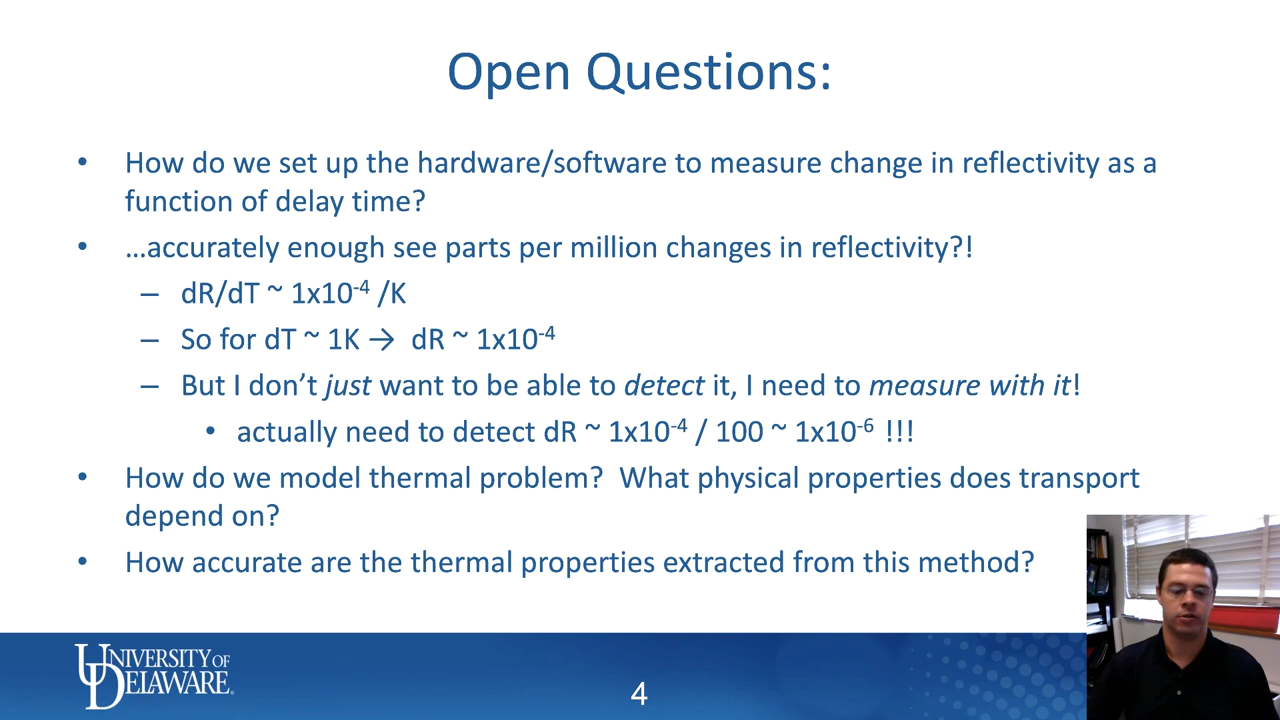 Open Questions:
• How do we set up the hardware/software to measure change in reflectivity as a
function of delay time?
• …accurately enough see parts per million changes in reflectivity?!
– dR/dT ~ 1x10⁻⁴ /K
– So for dT ~ 1K → dR ~ 1x10⁻⁴
– But I don’t just want to be able to detect it, I need to measure with it!
• actually need to detect dR ~ 1x10⁻⁴ / 100 ~ 1x10⁻⁶ !!!
• How do we model thermal problem?  What physical properties does transport
depend on?
• How accurate are the thermal properties extracted from this method?
UNIVERSITY OF
DELAWARE.
4